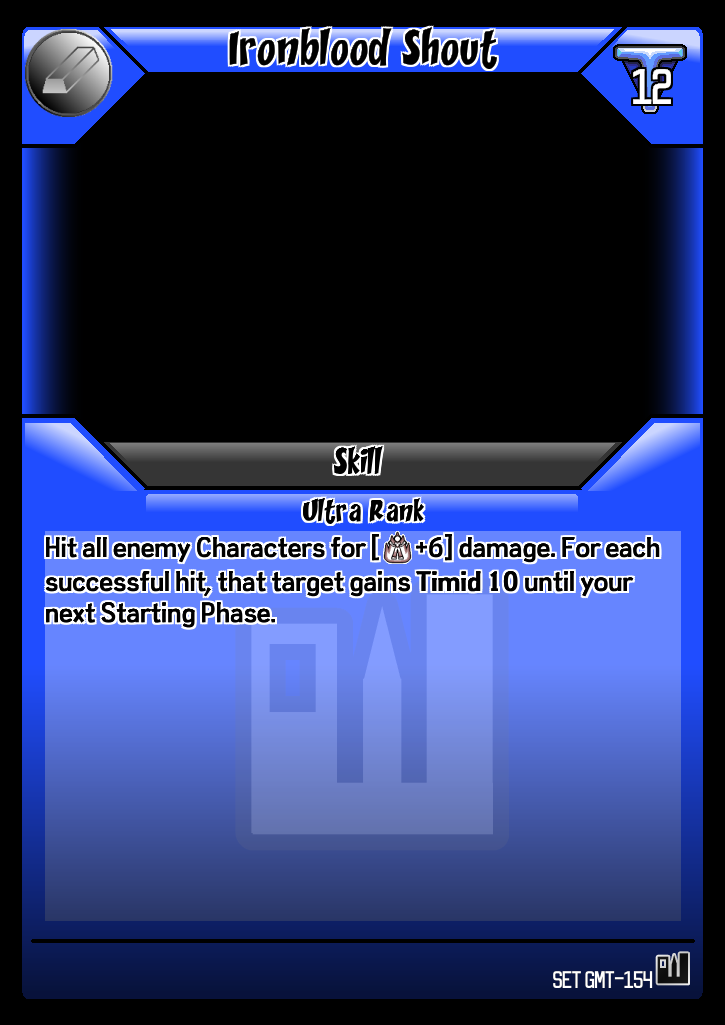 Ironblood Shout
12
Skill
Ultra Rank
Hit all enemy Characters for [ +6] damage. For each
successful hit, that target gains Timid 10 until your
next Starting Phase.
SET GMT-154